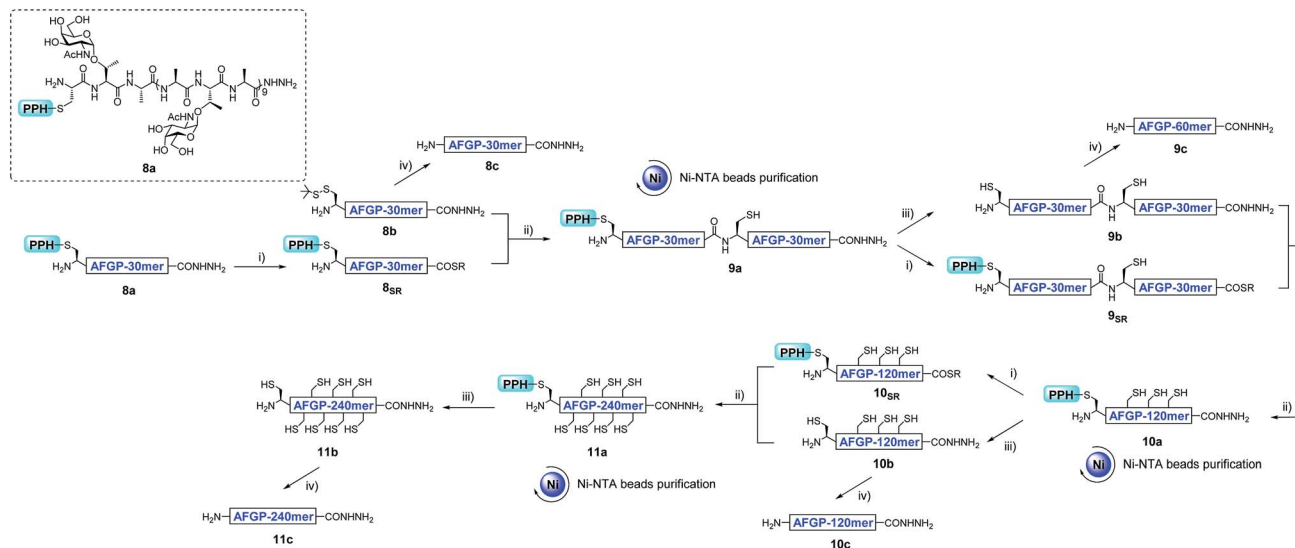 OH
OH
HO
AcHN
O
H₂N
PPH
S
N
H
O
H
N
O
N
H
O
H
N
O
N
H
O
H
N
O
9
NHNH₂
AcHN
O
HO
HO
O
OH
OH
8a
PPH
S
H₂N
AFGP-30mer
CONHNH₂
8a
i)
S
S
H₂N
AFGP-30mer
CONHNH₂
8b
iv)
H₂N
AFGP-30mer
CONHNH₂
8c
PPH
S
H₂N
AFGP-30mer
COSR
8SR
ii)
Ni
Ni-NTA beads purification
PPH
S
H₂N
AFGP-30mer
O
N
H
SH
AFGP-30mer
CONHNH₂
9a
iii)
i)
HS
H₂N
AFGP-30mer
O
N
H
SH
AFGP-30mer
CONHNH₂
9b
iv)
H₂N
AFGP-60mer
CONHNH₂
9c
PPH
S
H₂N
AFGP-30mer
O
N
H
SH
AFGP-30mer
COSR
9SR
ii)
PPH
S
SH SH SH
H₂N
AFGP-120mer
CONHNH₂
10a
Ni
Ni-NTA beads purification
i)
iii)
PPH
S
SH SH SH
H₂N
AFGP-120mer
COSR
10SR
HS
SH SH SH
H₂N
AFGP-120mer
CONHNH₂
10b
iv)
H₂N
AFGP-120mer
CONHNH₂
10c
ii)
PPH
S
SH SH SH
H₂N
AFGP-240mer
CONHNH₂
HS HS HS HS
11a
Ni
Ni-NTA beads purification
iii)
HS
SH SH SH
H₂N
AFGP-240mer
CONHNH₂
HS HS HS HS
11b
iv)
H₂N
AFGP-240mer
CONHNH₂
11c